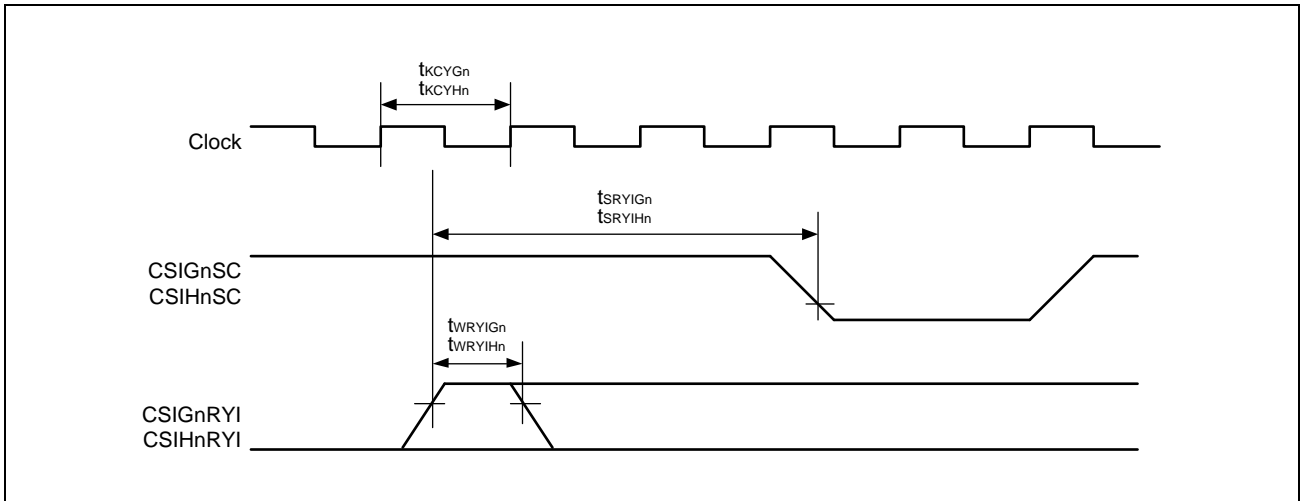 tKCYGn
tKCYHn
Clock
tSRYIGn
tSRYIHn
CSIGnSC
CSIHnSC
tWRYIGn
tWRYIHn
CSIGnRYI
CSIHnRYI